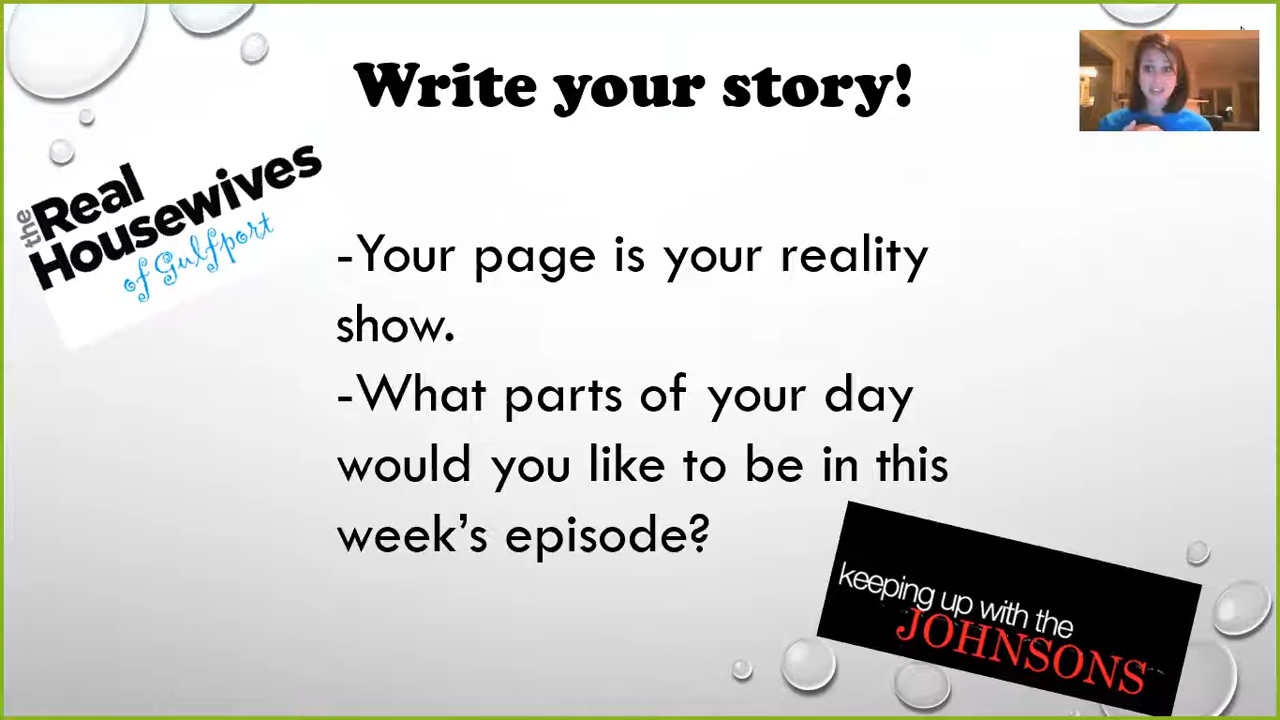 Write your story!
the Real
Housewives
of Gulfport
-Your page is your reality
show.
-What parts of your day
would you like to be in this
week’s episode?
keeping up with the
JOHNSONS